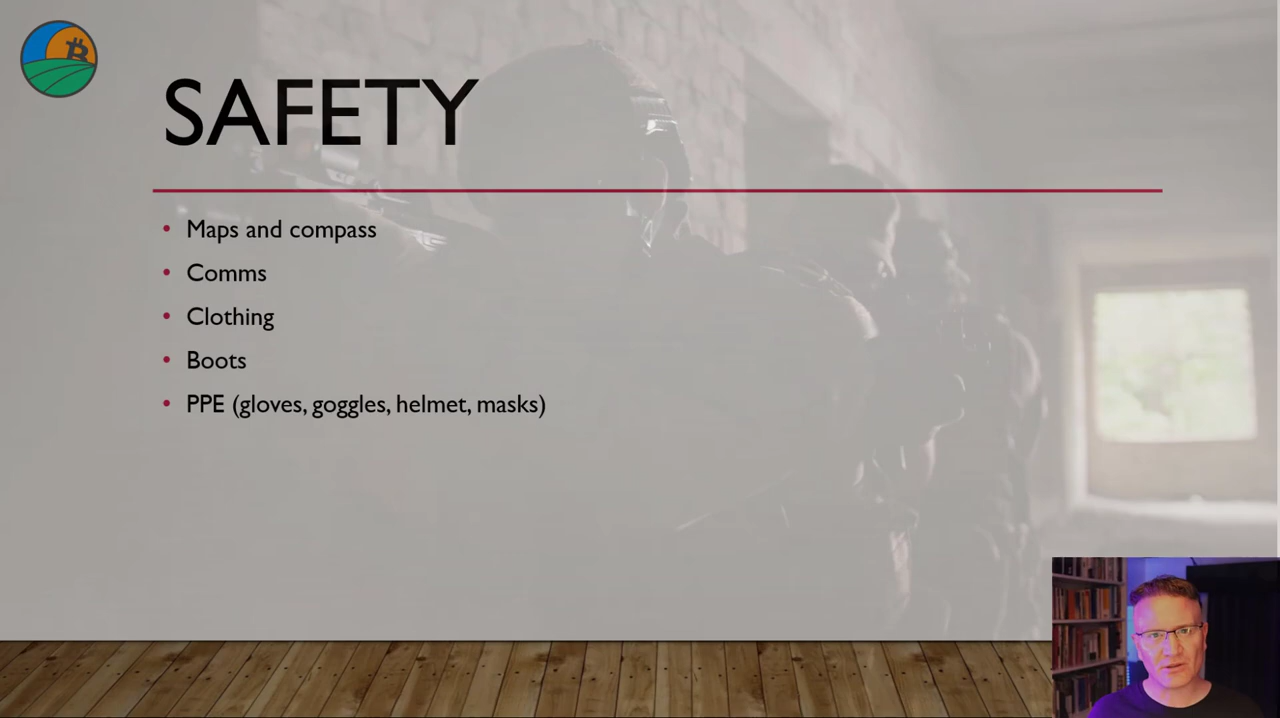 SAFETY
• Maps and compass
• Comms
• Clothing
• Boots
• PPE (gloves, goggles, helmet, masks)